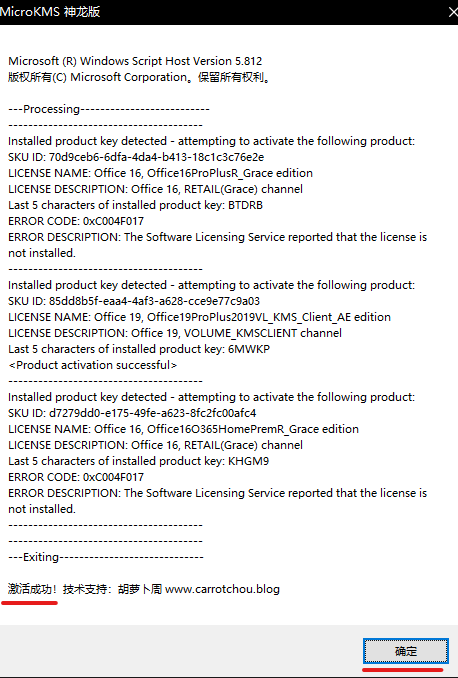 MicroKMS 神龙版
Microsoft (R) Windows Script Host Version 5.812
版权所有(C) Microsoft Corporation。保留所有权利。
---Processing--------------------------
---------------------------------------
Installed product key detected - attempting to activate the following product:
SKU ID: 70d9ceb6-6dfa-4da4-b413-18c1c3c76e2e
LICENSE NAME: Office 16, Office16ProPlusR_Grace edition
LICENSE DESCRIPTION: Office 16, RETAIL(Grace) channel
Last 5 characters of installed product key: BTDRB
ERROR CODE: 0xC004F017
ERROR DESCRIPTION: The Software Licensing Service reported that the license is
not installed.
---------------------------------------
Installed product key detected - attempting to activate the following product:
SKU ID: 85dd8b5f-eaa4-4af3-a628-cce9e77c9a03
LICENSE NAME: Office 19, Office19ProPlus2019VL_KMS_Client_AE edition
LICENSE DESCRIPTION: Office 19, VOLUME_KMSCLIENT channel
Last 5 characters of installed product key: 6MWKP
<Product activation successful>
---------------------------------------
Installed product key detected - attempting to activate the following product:
SKU ID: d7279dd0-e175-49fe-a623-8fc2fc00afc4
LICENSE NAME: Office 16, Office16O365HomePremR_Grace edition
LICENSE DESCRIPTION: Office 16, RETAIL(Grace) channel
Last 5 characters of installed product key: KHGM9
ERROR CODE: 0xC004F017
ERROR DESCRIPTION: The Software Licensing Service reported that the license is
not installed.
---------------------------------------
---------------------------------------
---Exiting-----------------------------
激活成功！技术支持：胡萝卜周 www.carrotchou.blog
确定